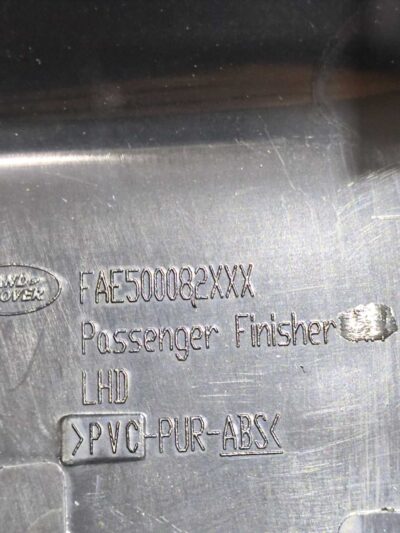 LAND-
ROVER
FAE500082XXX
Passenger Finisher
LHD
>PVC-PUR-ABS<